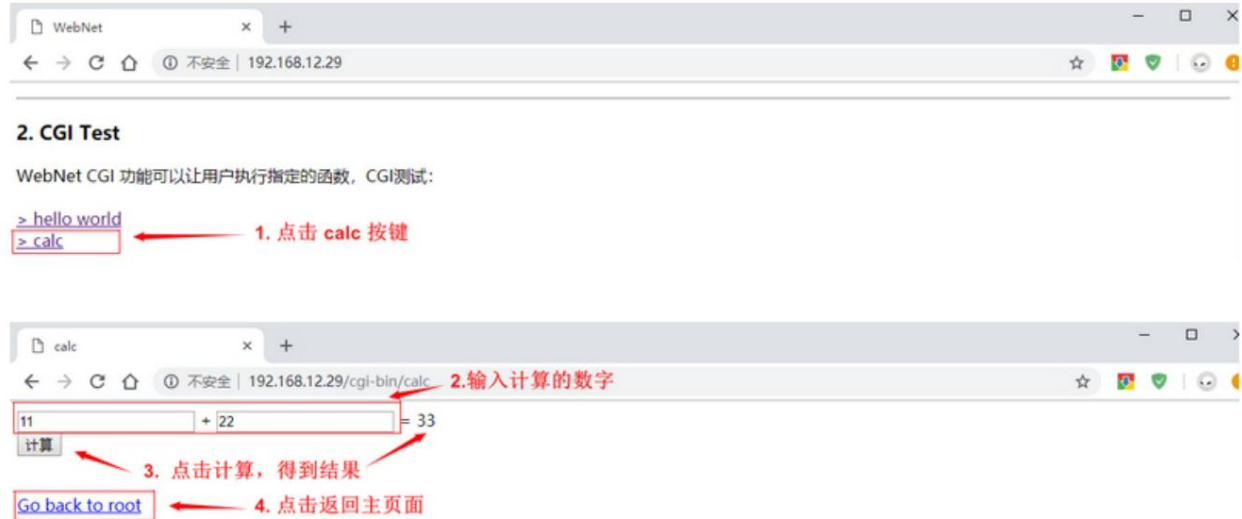 WebNet
不安全 | 192.168.12.29
2. CGI Test
WebNet CGI 功能可以让用户执行指定的函数，CGI测试：
> hello world
> calc
1. 点击 calc 按键
calc
不安全 | 192.168.12.29/cgi-bin/calc
2.输入计算的数字
11 + 22 = 33
计算
3. 点击计算，得到结果
Go back to root
4. 点击返回主页面